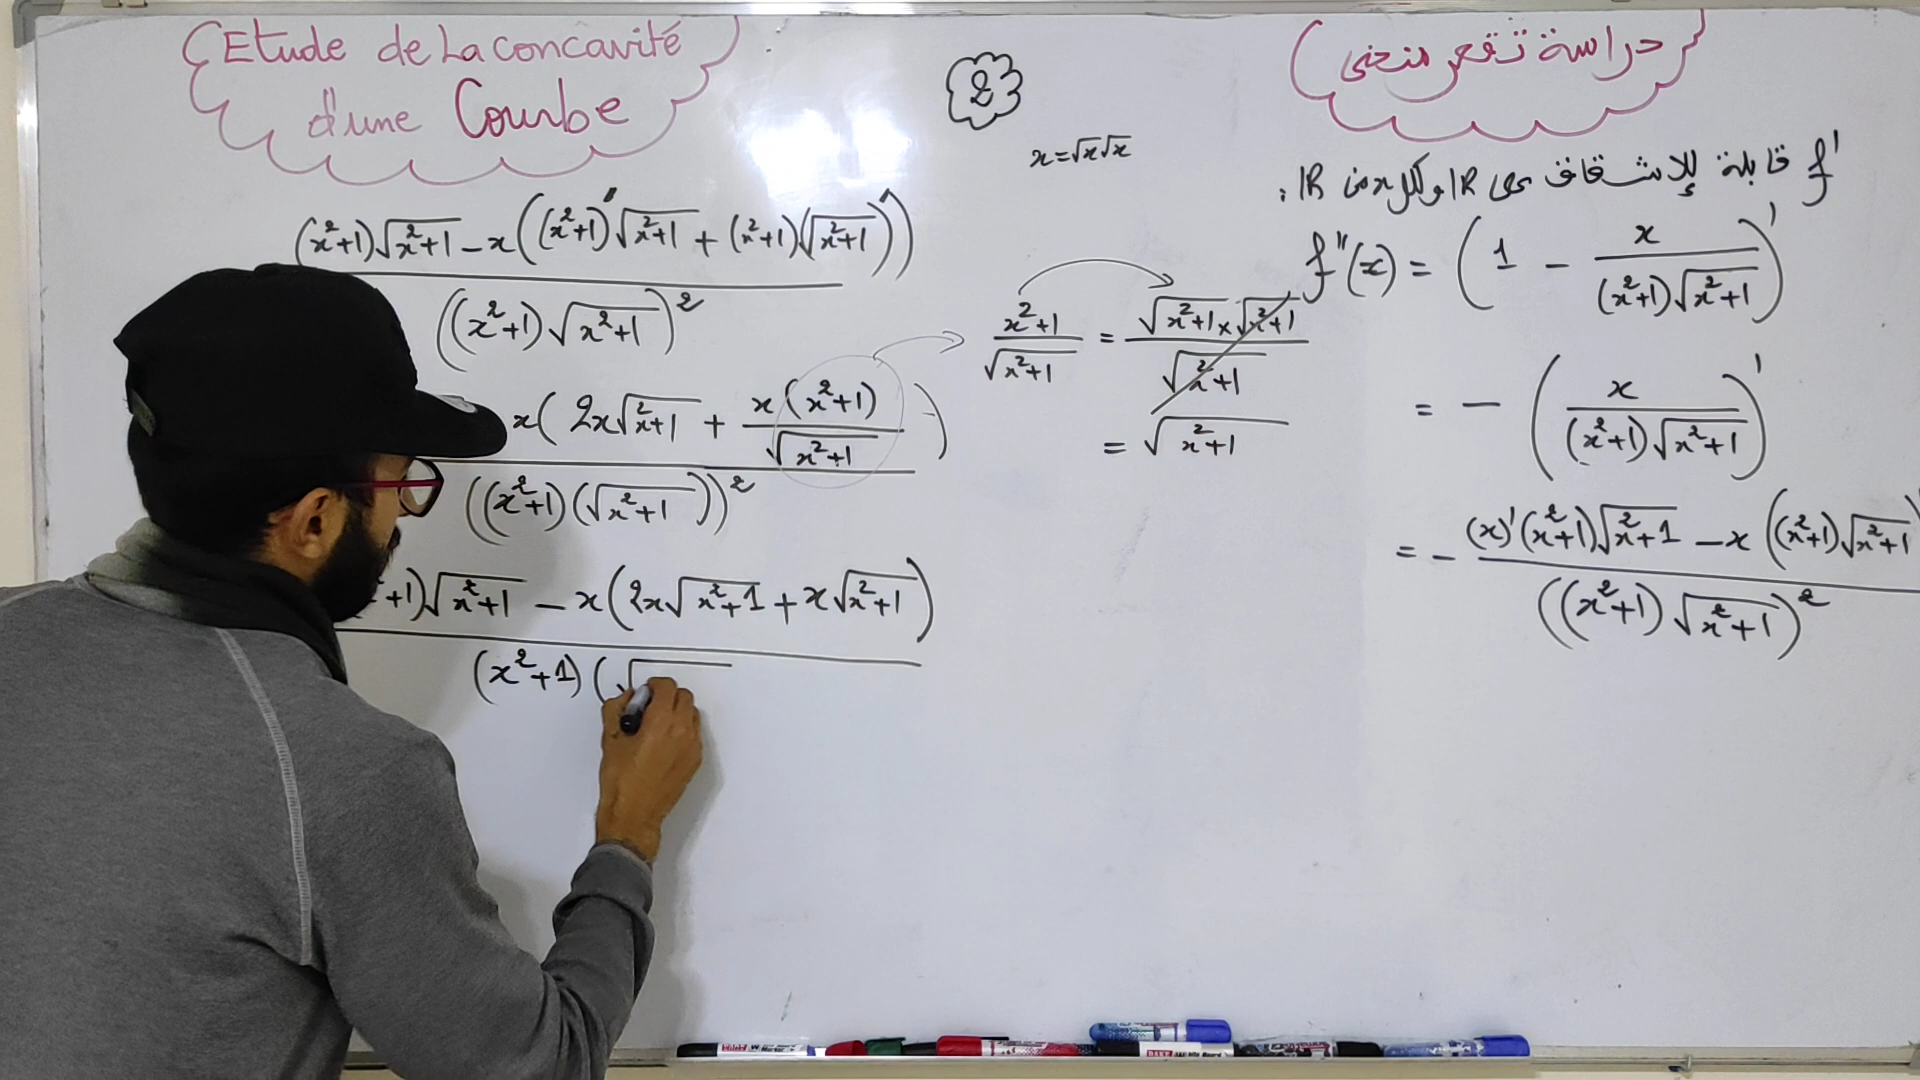 Etude de La concavité
d'une Courbe
2
دراسة تقعر منحنى
x = √x √x
f' قابلة للإشتقاق على ℝ ولكل x من ℝ :
f''(x) = (1 - x / ((x²+1)√(x²+1)))'
= - (x / ((x²+1)√(x²+1)))'
= - ((x)'(x²+1)√(x²+1) - x((x²+1)√(x²+1))' / ((x²+1)√(x²+1))²
(x²+1)√(x²+1) - x((x²+1)'√(x²+1) + (x²+1)(√(x²+1))') / ((x²+1)√(x²+1))²
x(2x√(x²+1) + x(x²+1)/√(x²+1)) / ((x²+1)(√(x²+1)))²
+1)√(x²+1) - x(2x√(x²+1) + x√(x²+1)) / (x²+1)(√
(x²+1)/√(x²+1) = (√(x²+1) × √(x²+1))/√(x²+1)
= √(x²+1)